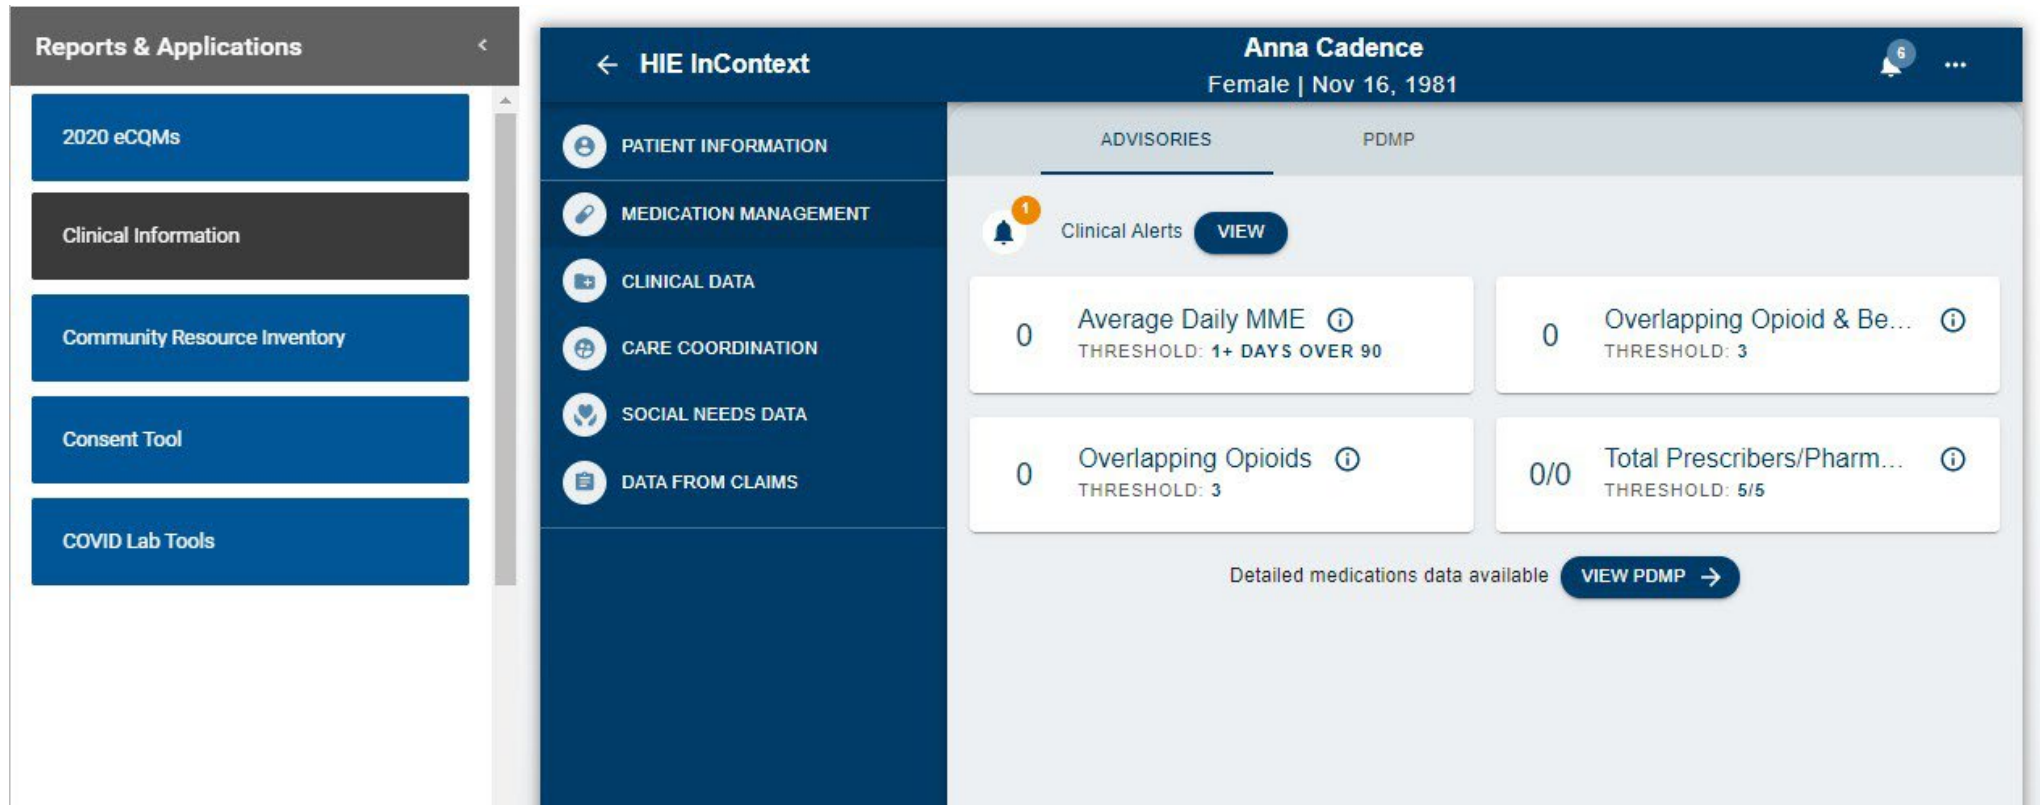 Reports & Applications
2020 eCQMs
Clinical Information
Community Resource Inventory
Consent Tool
COVID Lab Tools
HIE InContext
Anna Cadence
Female | Nov 16, 1981
6
PATIENT INFORMATION
MEDICATION MANAGEMENT
CLINICAL DATA
CARE COORDINATION
SOCIAL NEEDS DATA
DATA FROM CLAIMS
ADVISORIES PDMP
1
Clinical Alerts VIEW
0 Average Daily MME
THRESHOLD: 1+ DAYS OVER 90
0 Overlapping Opioid & Be...
THRESHOLD: 3
0 Overlapping Opioids
THRESHOLD: 3
0/0 Total Prescribers/Pharm...
THRESHOLD: 5/5
Detailed medications data available VIEW PDMP →